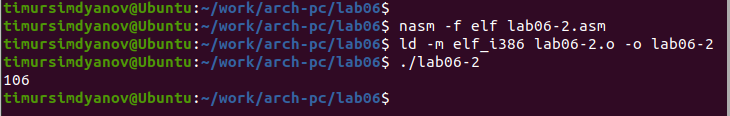 timursimdyanov@Ubuntu:~/work/arch-pc/lab06$
timursimdyanov@Ubuntu:~/work/arch-pc/lab06$ nasm -f elf lab06-2.asm
timursimdyanov@Ubuntu:~/work/arch-pc/lab06$ ld -m elf_i386 lab06-2.o -o lab06-2
timursimdyanov@Ubuntu:~/work/arch-pc/lab06$ ./lab06-2
106
timursimdyanov@Ubuntu:~/work/arch-pc/lab06$